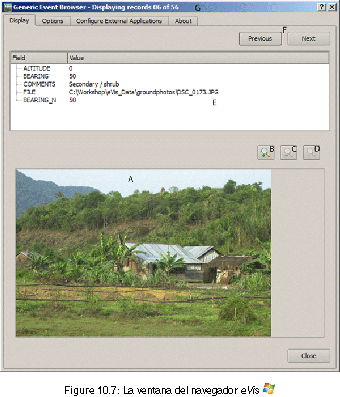 Generic Event Browser - Displaying records 06 of 56 G
Display Options Configure External Applications About
F
Previous Next
Field Value
ALTITUDE 0
BEARING 50
COMMENTS Secondary / shrub
FILE C:\Workshop\eVis_Data\groundphotos\DSC_0173.JPG
BEARING_N 50
E
B C D
A
Close
Figure 10.7: La ventana del navegador eVis